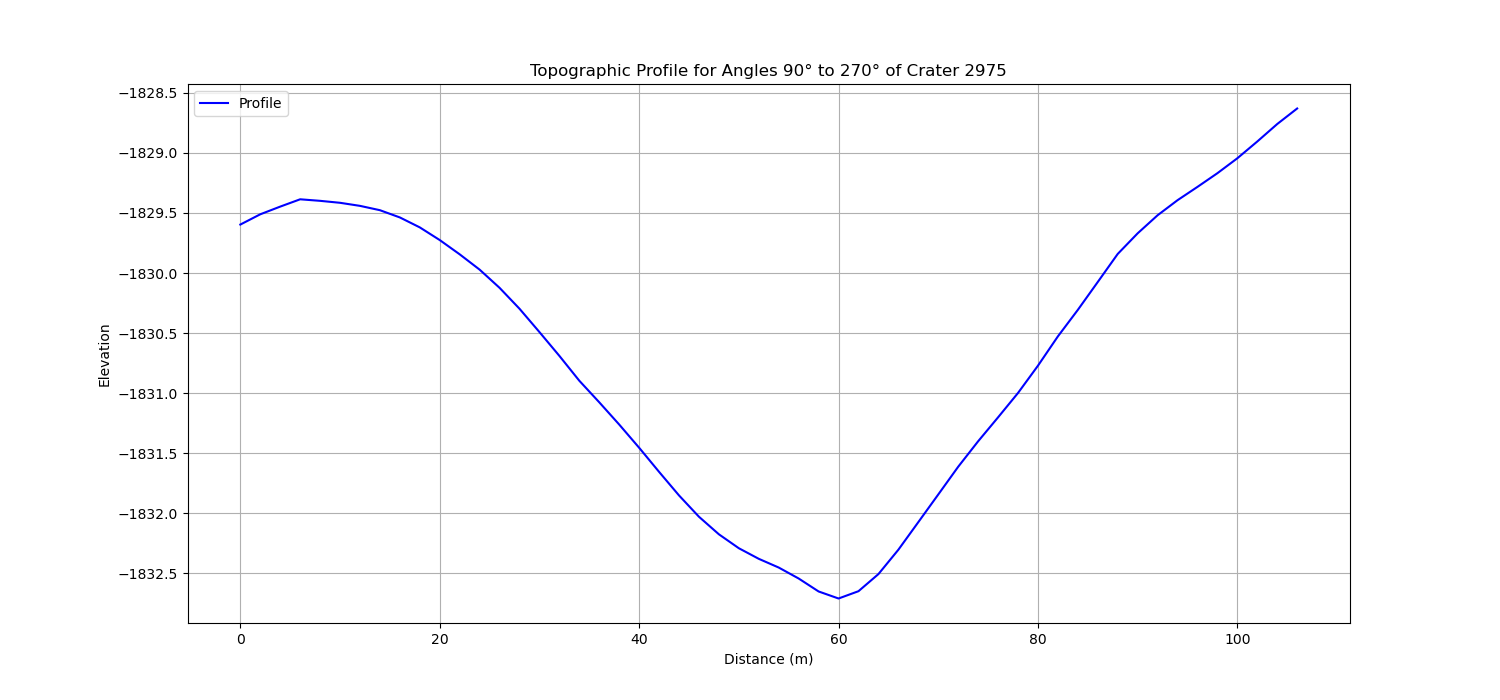 Topographic Profile for Angles 90° to 270° of Crater 2975
Profile
−1828.5
−1829.0
−1829.5
−1830.0
−1830.5
−1831.0
−1831.5
−1832.0
−1832.5
Elevation
0 20 40 60 80 100
Distance (m)